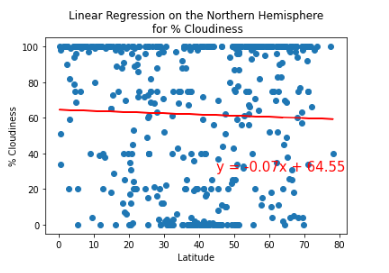 Linear Regression on the Northern Hemisphere
for % Cloudiness
100
80
60
40
20
0
% Cloudiness
y = -0.07x + 64.55
0 10 20 30 40 50 60 70 80
Latitude